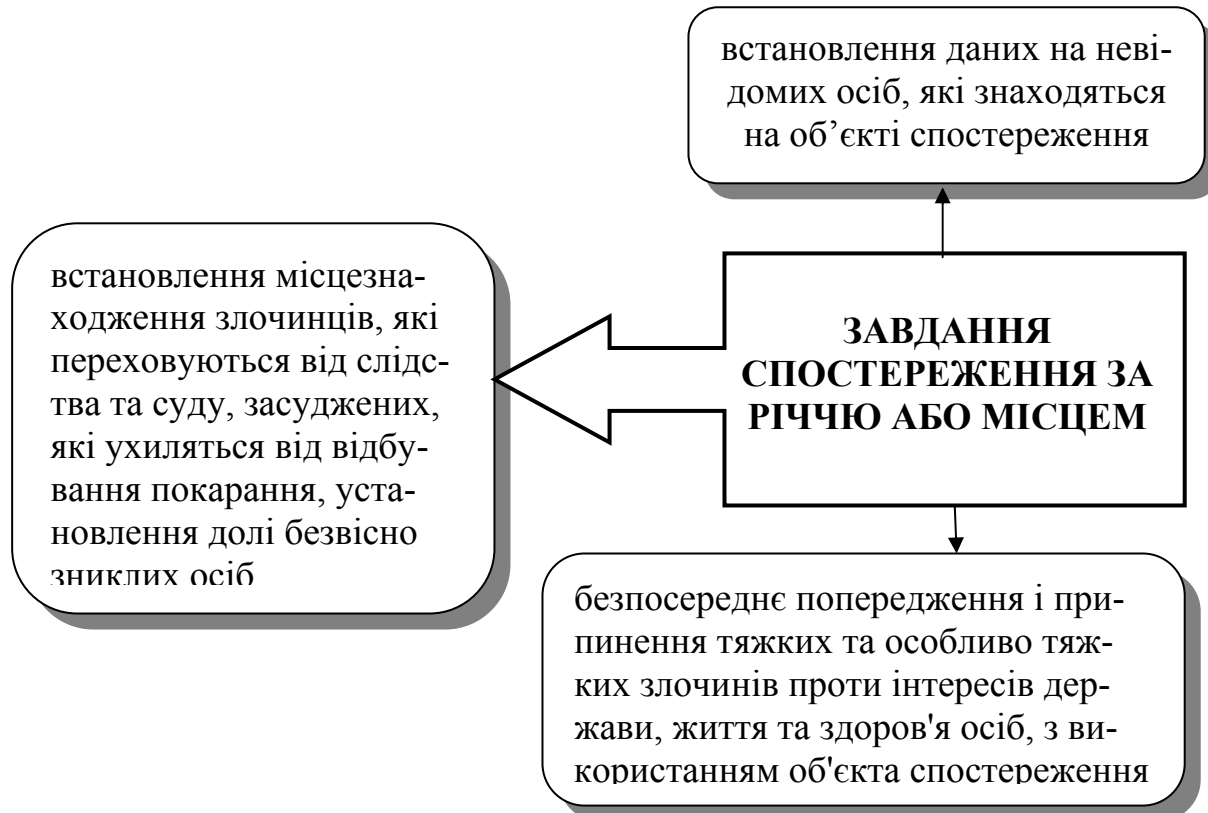 встановлення даних на неві-
домих осіб, які знаходяться
на об’єкті спостереження
встановлення місцезна-
ходження злочинців, які
переховуються від слідс-
тва та суду, засуджених,
які ухиляться від відбу-
вання покарання, уста-
новлення долі безвісно
зниклих осіб
ЗАВДАННЯ
СПОСТЕРЕЖЕННЯ ЗА
РІЧЧЮ АБО МІСЦЕМ
безпосереднє попередження і при-
пинення тяжких та особливо тяж-
ких злочинів проти інтересів дер-
жави, життя та здоров'я осіб, з ви-
користанням об'єкта спостереження